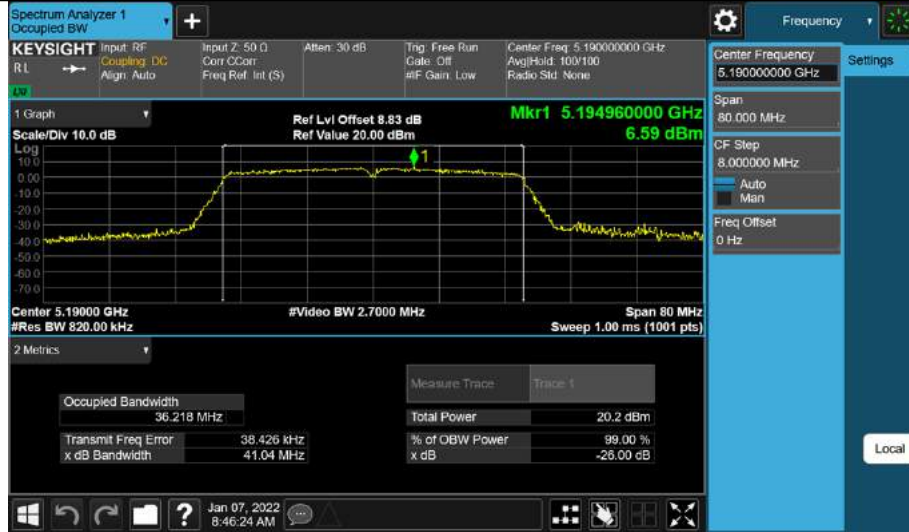 Spectrum Analyzer 1
Occupied BW
+
Frequency
KEYSIGHT
RL
Input: RF
Coupling: DC
Align: Auto
Input Z: 50 Ω
Corr CCorr
Freq Ref: Int (S)
Atten: 30 dB
Trig: Free Run
Gate: Off
#IF Gain: Low
Center Freq: 5.190000000 GHz
Avg|Hold: 100/100
Radio Std: None
Center Frequency
5.190000000 GHz
Settings
Span
80.000 MHz
CF Step
8.000000 MHz
Auto
Man
Freq Offset
0 Hz
Local
1 Graph
Scale/Div 10.0 dB
Ref Lvl Offset 8.83 dB
Ref Value 20.00 dBm
Mkr1 5.194960000 GHz
6.59 dBm
Log
10.0
0.00
-10.0
-20.0
-30.0
-40.0
-50.0
-60.0
-70.0
1
Center 5.19000 GHz
#Res BW 820.00 kHz
#Video BW 2.7000 MHz
Span 80 MHz
Sweep 1.00 ms (1001 pts)
2 Metrics
Measure Trace
Trace 1
Occupied Bandwidth
36.218 MHz
Total Power
20.2 dBm
Transmit Freq Error
38.426 kHz
% of OBW Power
99.00 %
x dB Bandwidth
41.04 MHz
x dB
-26.00 dB
?
Jan 07, 2022
8:46:24 AM